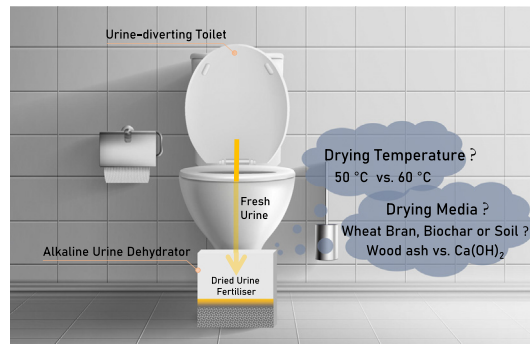 Urine-diverting Toilet
Drying Temperature ?
50 °C vs. 60 °C
Fresh
Urine
Drying Media ?
Wheat Bran, Biochar or Soil ?
Wood ash vs. Ca(OH)₂
Alkaline Urine Dehydrator
Dried Urine
Fertiliser